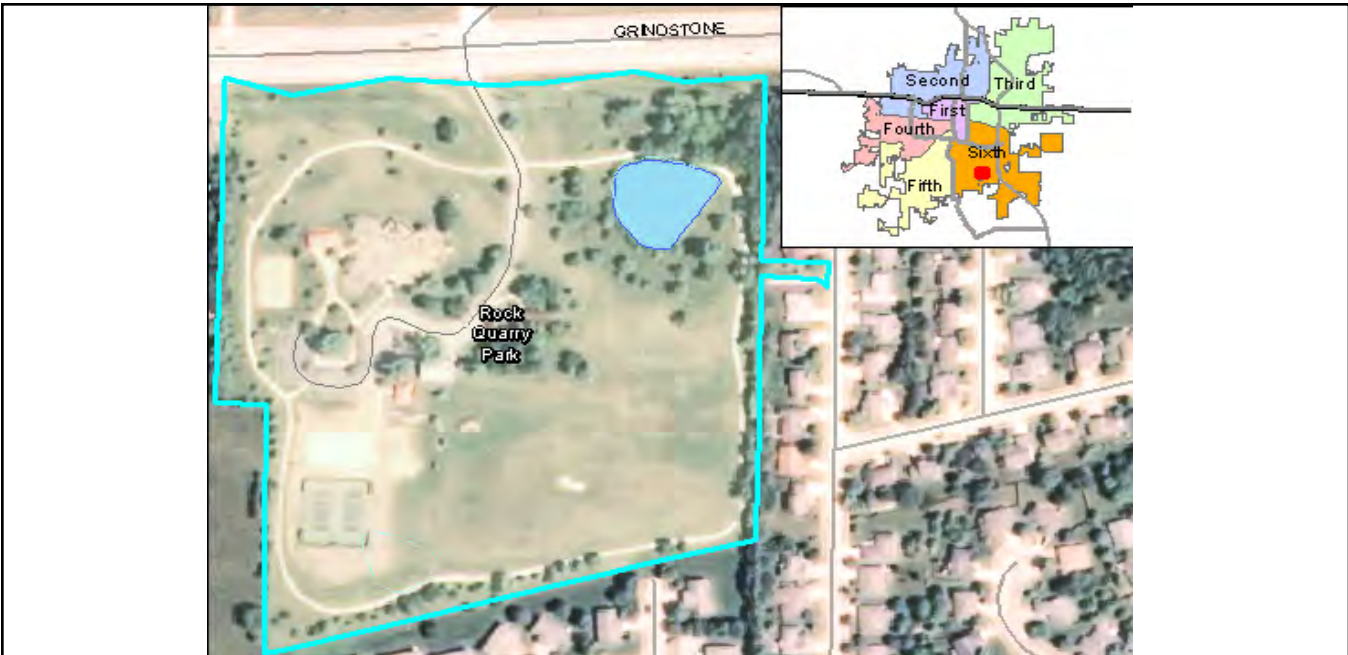 GRINDSTONE
Second
Third
First
Fourth
Sixth
Fifth
Rock
Quarry
Park